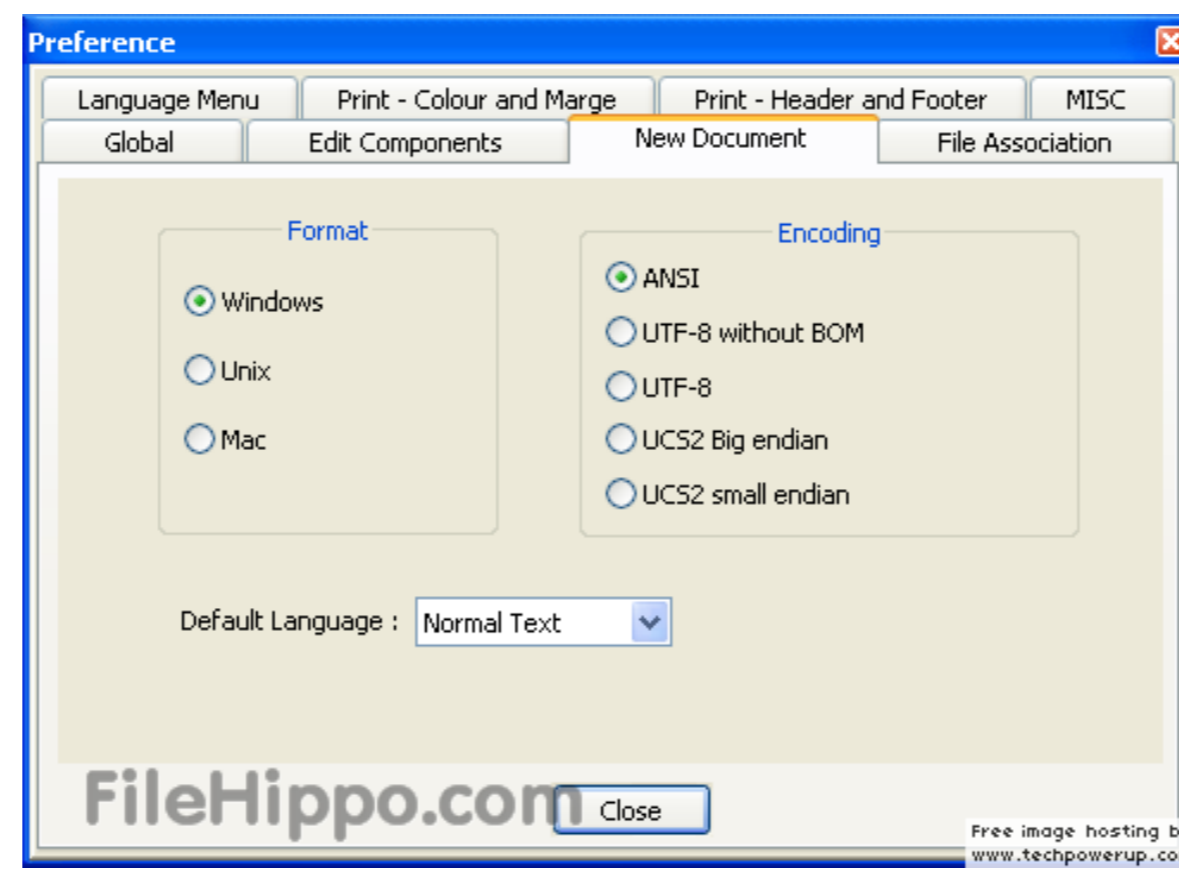 Preference
Language Menu
Print - Colour and Marge
Print - Header and Footer
MISC
Global
Edit Components
New Document
File Association
Format
Windows
Unix
Mac
Encoding
ANSI
UTF-8 without BOM
UTF-8
UCS2 Big endian
UCS2 small endian
Default Language : Normal Text
FileHippo.com
Close
Free image hosting b
www.techpowerup.co